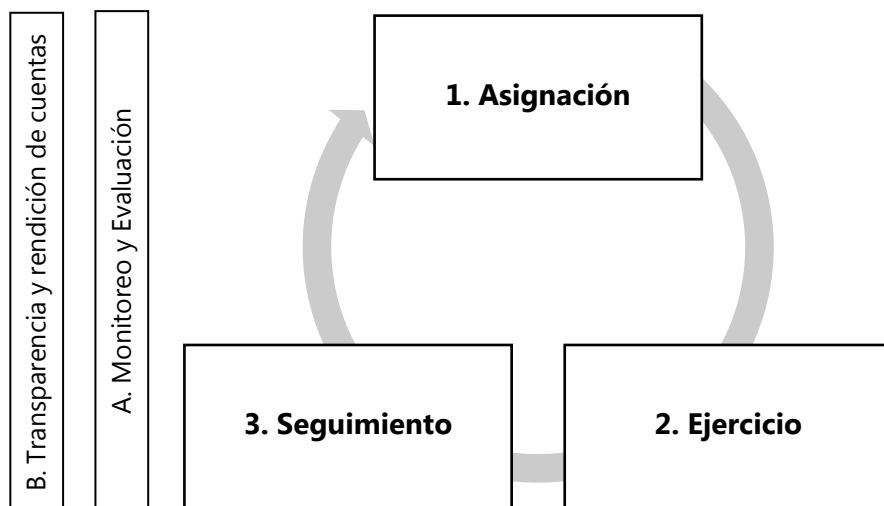 B. Transparencia y rendición de cuentas
A. Monitoreo y Evaluación
1. Asignación
3. Seguimiento
2. Ejercicio